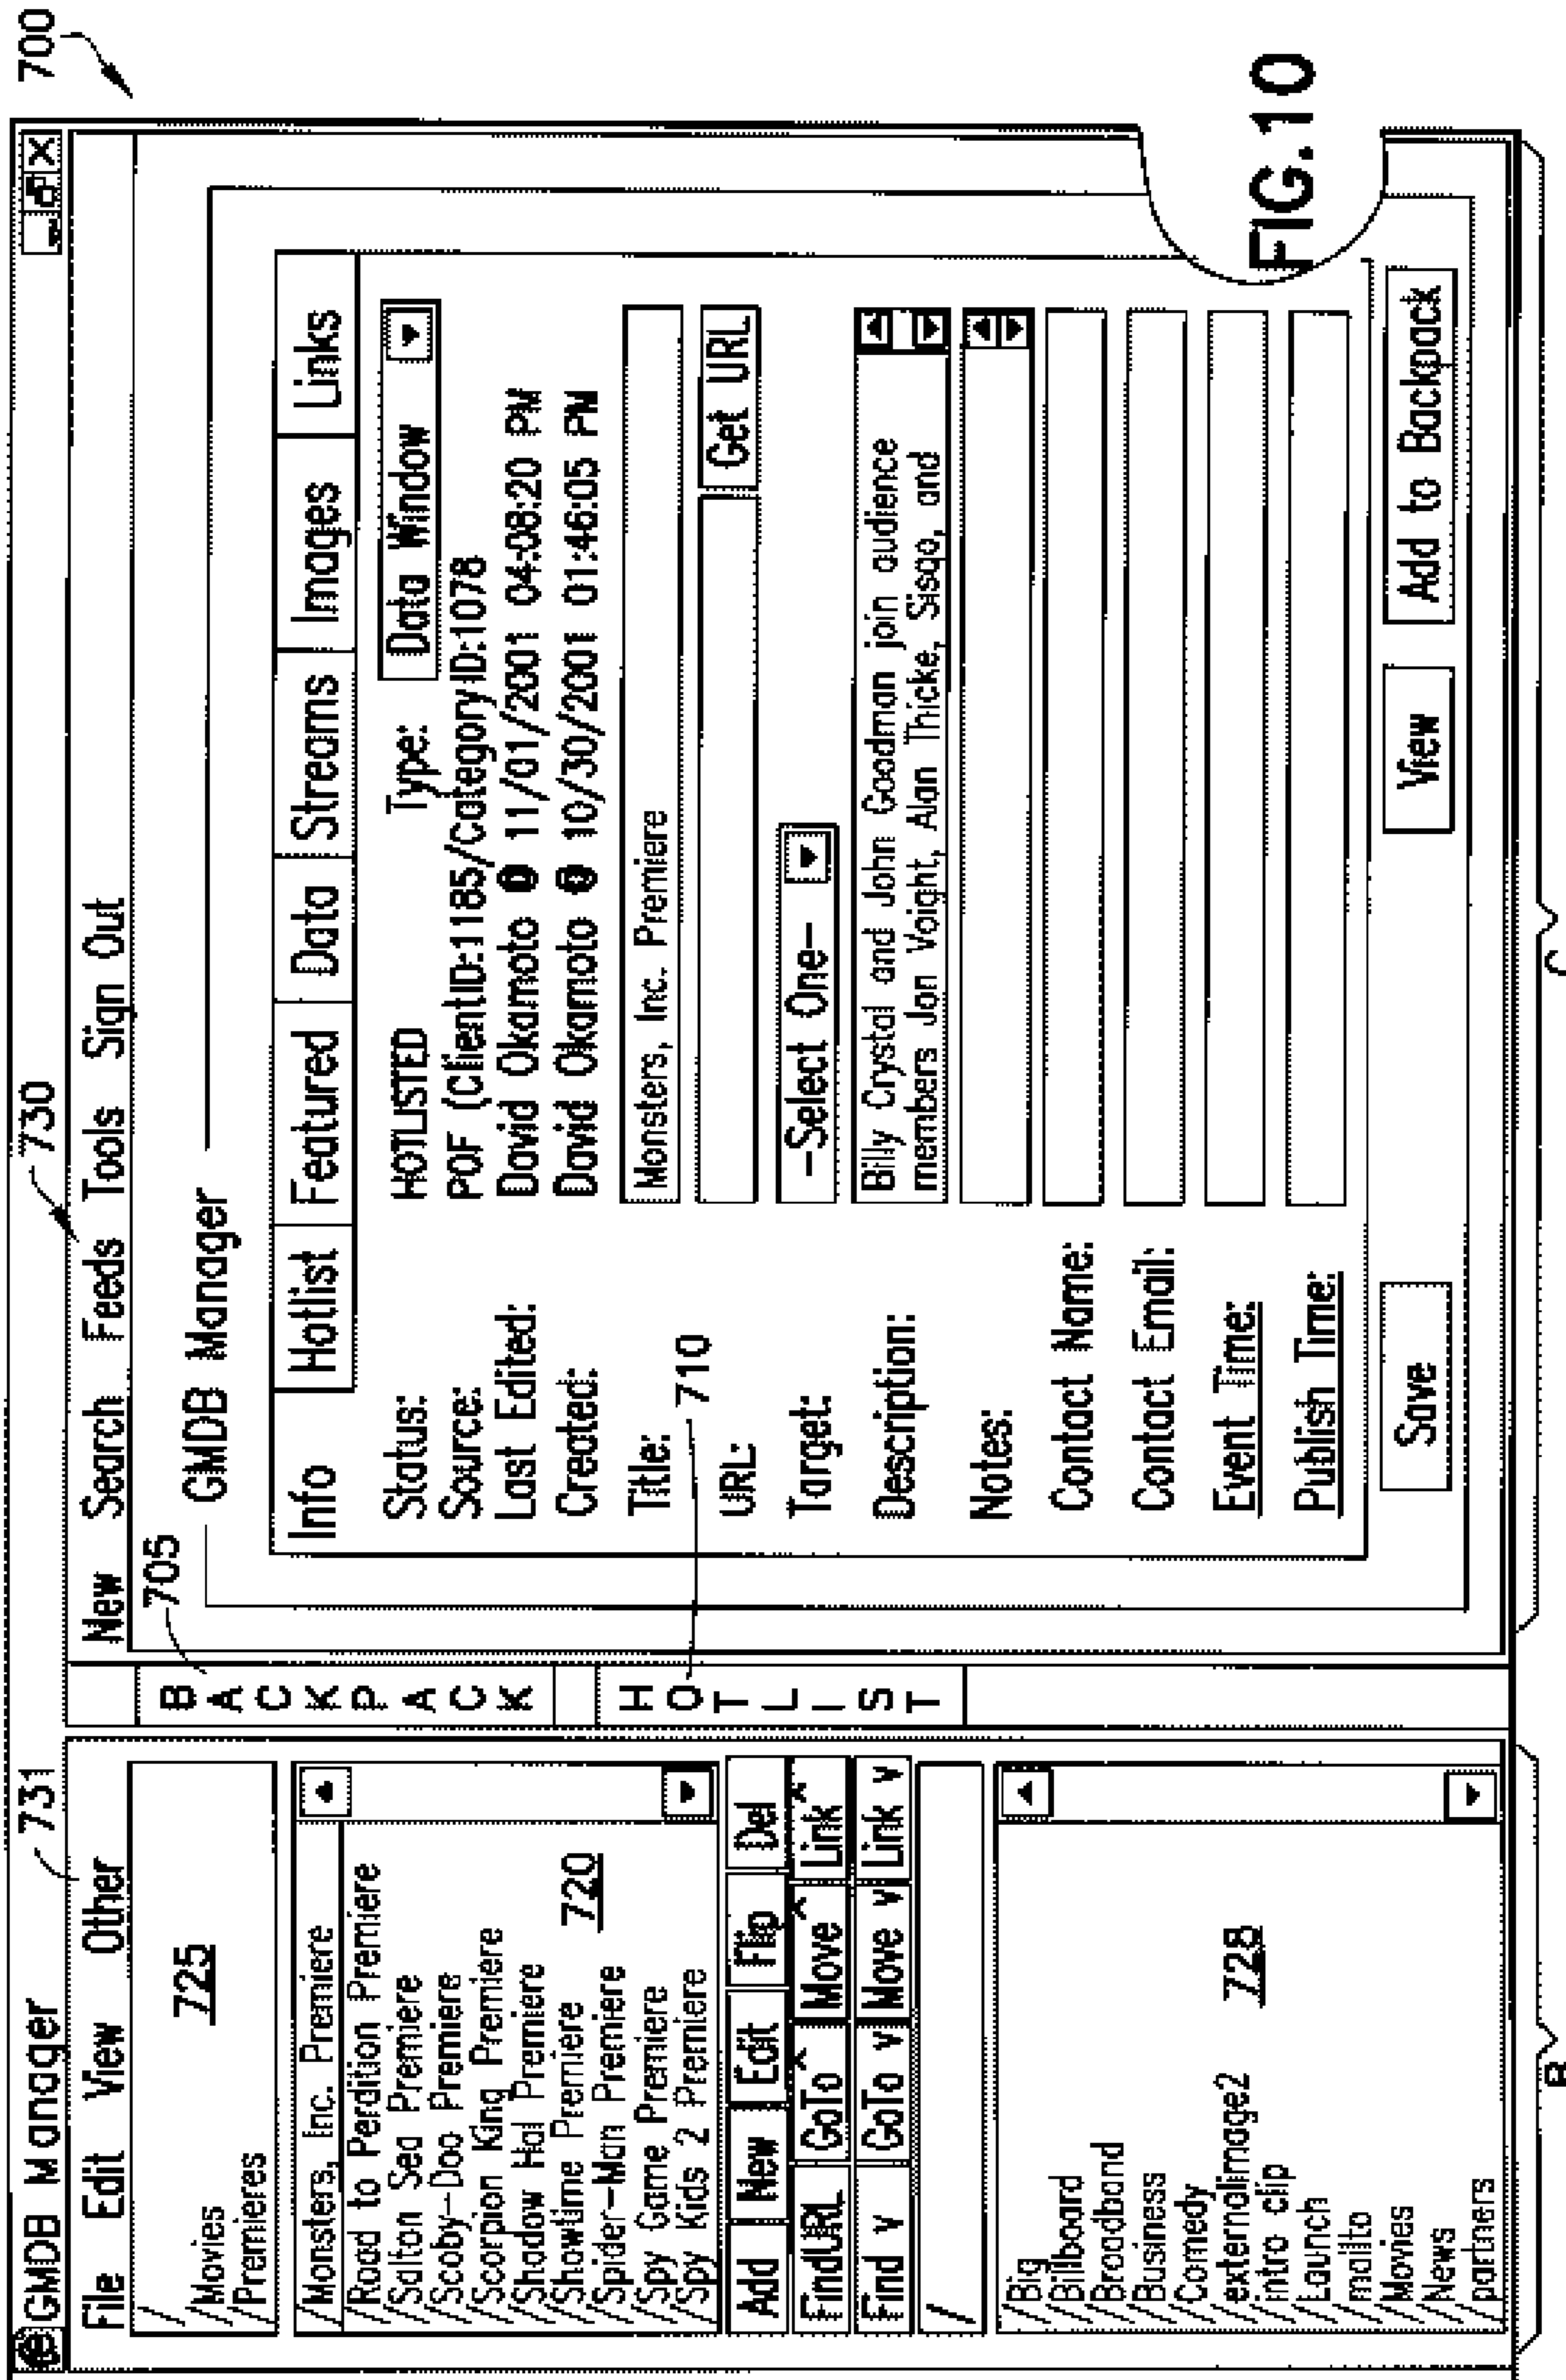 700
GMDB Manager
731
File Edit View Other
725
/
/Movies
/Premieres
//Monsters, Inc. Premiere
//Road to Perdition Premiere
//Salton Sea Premiere
//Scoby-Doo Premiere
//Scorpion King Premiere
//Shadow Hal Premiere
//Showtime Premiere
//Spider-Man Premiere
//Spy Game Premiere
//Spy Kids 2 Premiere
720
Add New Edit Flip Del
FindURL GoTo ^ Move ^ Link ^
Find v GoTo v Move v Link v
/
//Big
//Billboard
//Broadband
//Business
//Comedy
//externalimage2
//intro clip
//Launch
//mailto
//Movies
//News
//partners
728
B
BACKPACK
705
HOTLIST
710
730
New Search Feeds Tools Sign Out
GMDB Manager
Info Hotlist Featured Data Streams Images Links
Status: HOTLISTED Type: Data Window
Source: POF (ClientID:1185/Category ID:1078
Last Edited: David Okamoto @ 11/01/2001 04:08:20 PM
Created: David Okamoto @ 10/30/2001 01:46:05 PM
Title: Monsters, Inc. Premiere
URL: Get URL
Target: -Select One-
Description: Billy Crystal and John Goodman join audience
members Jon Voight, Alan Thicke, Sisqo, and
Notes:
Contact Name:
Contact Email:
Event Time:
Publish Time:
Save View Add to Backpack
C
FIG.10